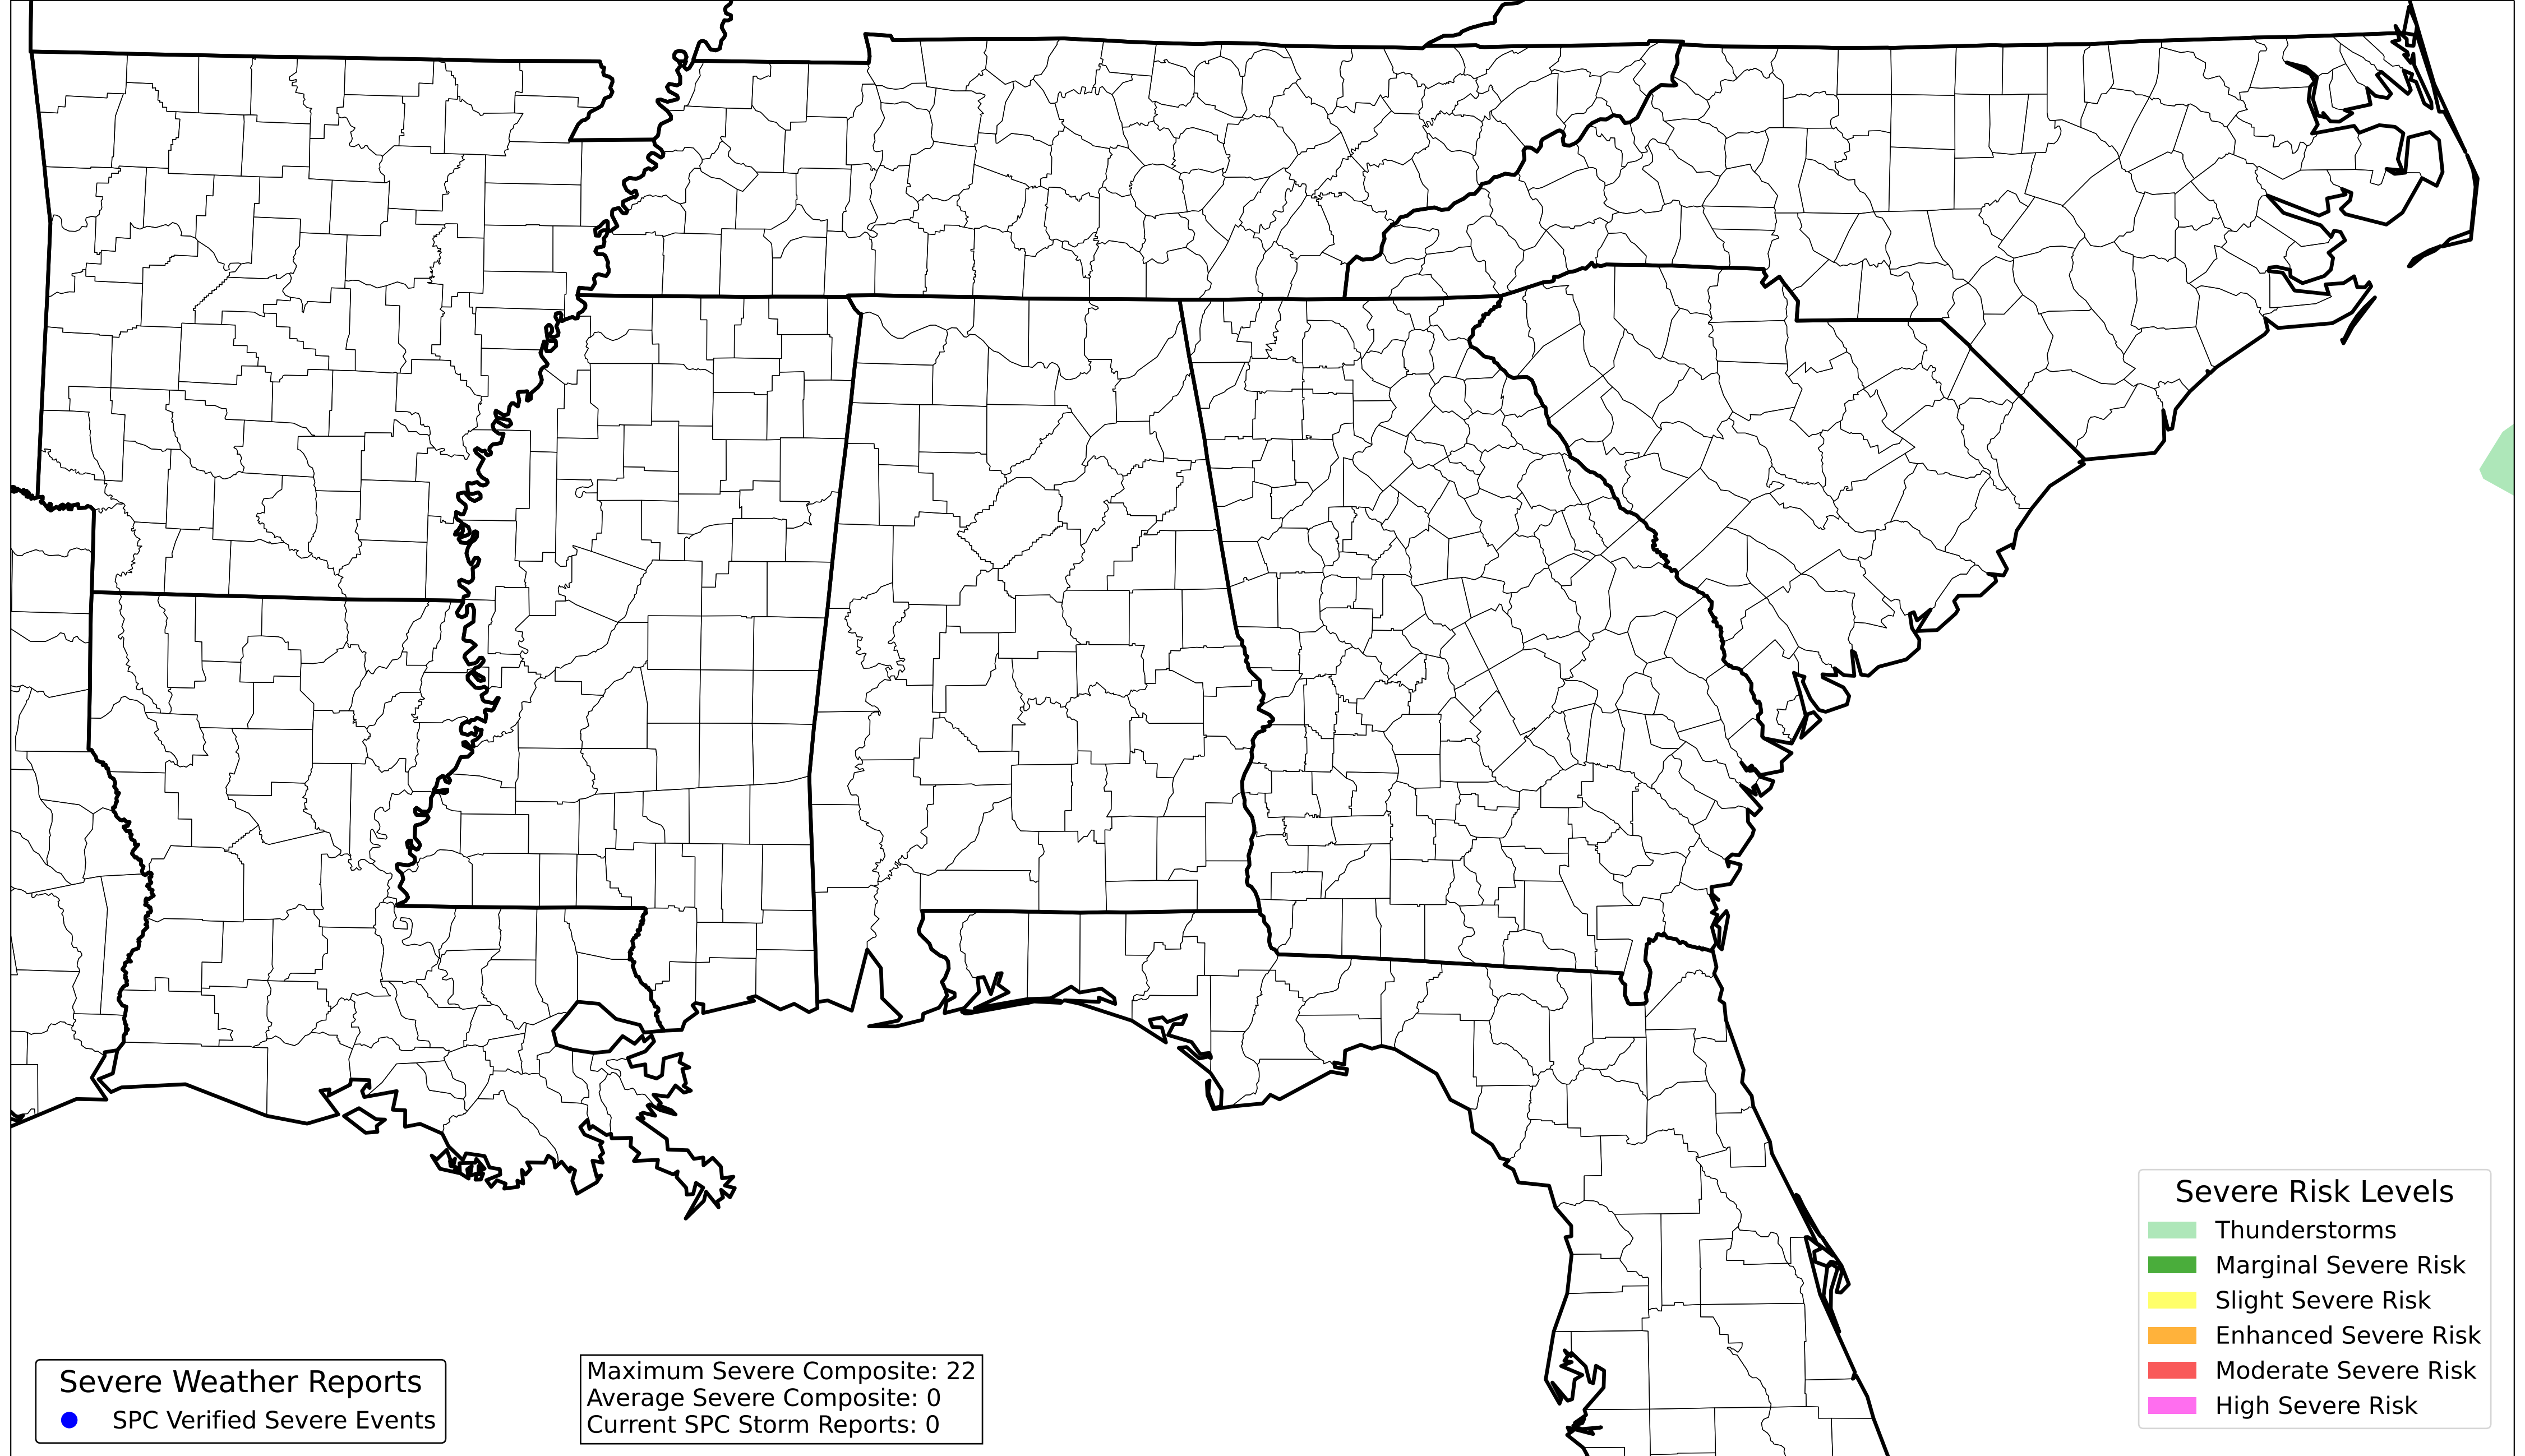 Severe Weather Reports
SPC Verified Severe Events
Maximum Severe Composite: 22
Average Severe Composite: 0
Current SPC Storm Reports: 0
Severe Risk Levels
Thunderstorms
Marginal Severe Risk
Slight Severe Risk
Enhanced Severe Risk
Moderate Severe Risk
High Severe Risk